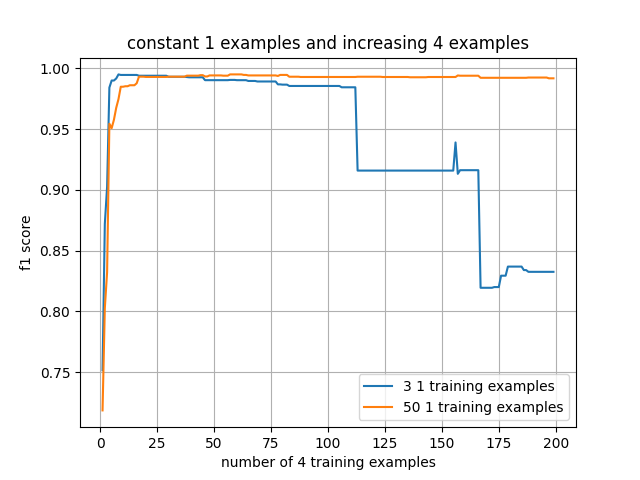 constant 1 examples and increasing 4 examples
1.00
0.95
0.90
0.85
0.80
0.75
f1 score
3 1 training examples
50 1 training examples
0 25 50 75 100 125 150 175 200
number of 4 training examples